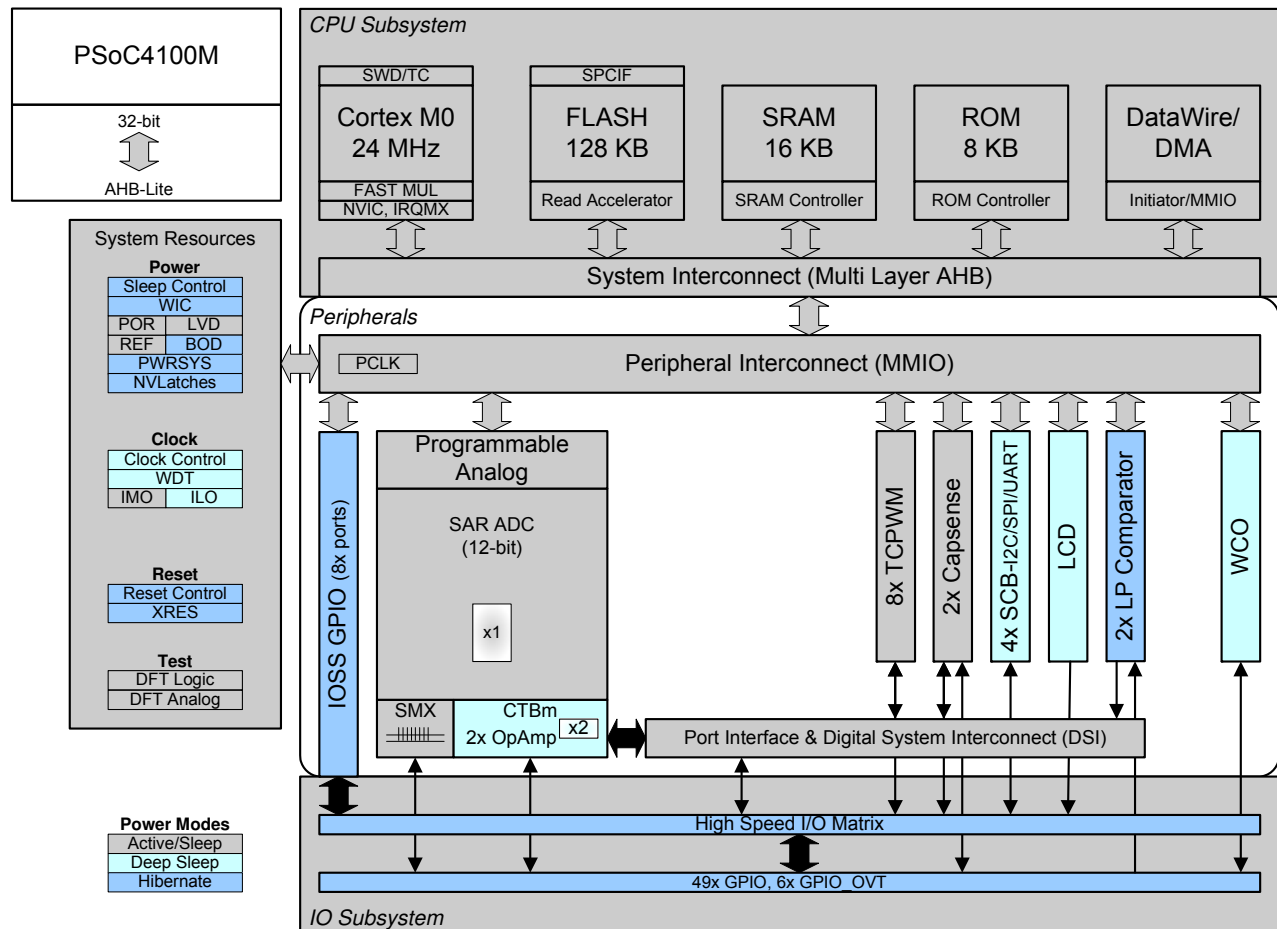 PSoC4100M
32-bit
AHB-Lite
CPU Subsystem
SWD/TC
Cortex M0
24 MHz
FAST MUL
NVIC, IRQMX
SPCIF
FLASH
128 KB
Read Accelerator
SRAM
16 KB
SRAM Controller
ROM
8 KB
ROM Controller
DataWire/
DMA
Initiator/MMIO
System Interconnect (Multi Layer AHB)
System Resources
Power
Sleep Control
WIC
POR LVD
REF BOD
PWRSYS
NVLatches
Clock
Clock Control
WDT
IMO ILO
Reset
Reset Control
XRES
Test
DFT Logic
DFT Analog
Peripherals
PCLK
Peripheral Interconnect (MMIO)
IOSS GPIO (8x ports)
Programmable
Analog
SAR ADC
(12-bit)
x1
SMX
CTBm
2x OpAmp
x2
8x TCPWM
2x Capsense
4x SCB-I2C/SPI/UART
LCD
2x LP Comparator
WCO
Port Interface & Digital System Interconnect (DSI)
Power Modes
Active/Sleep
Deep Sleep
Hibernate
High Speed I/O Matrix
49x GPIO, 6x GPIO_OVT
IO Subsystem